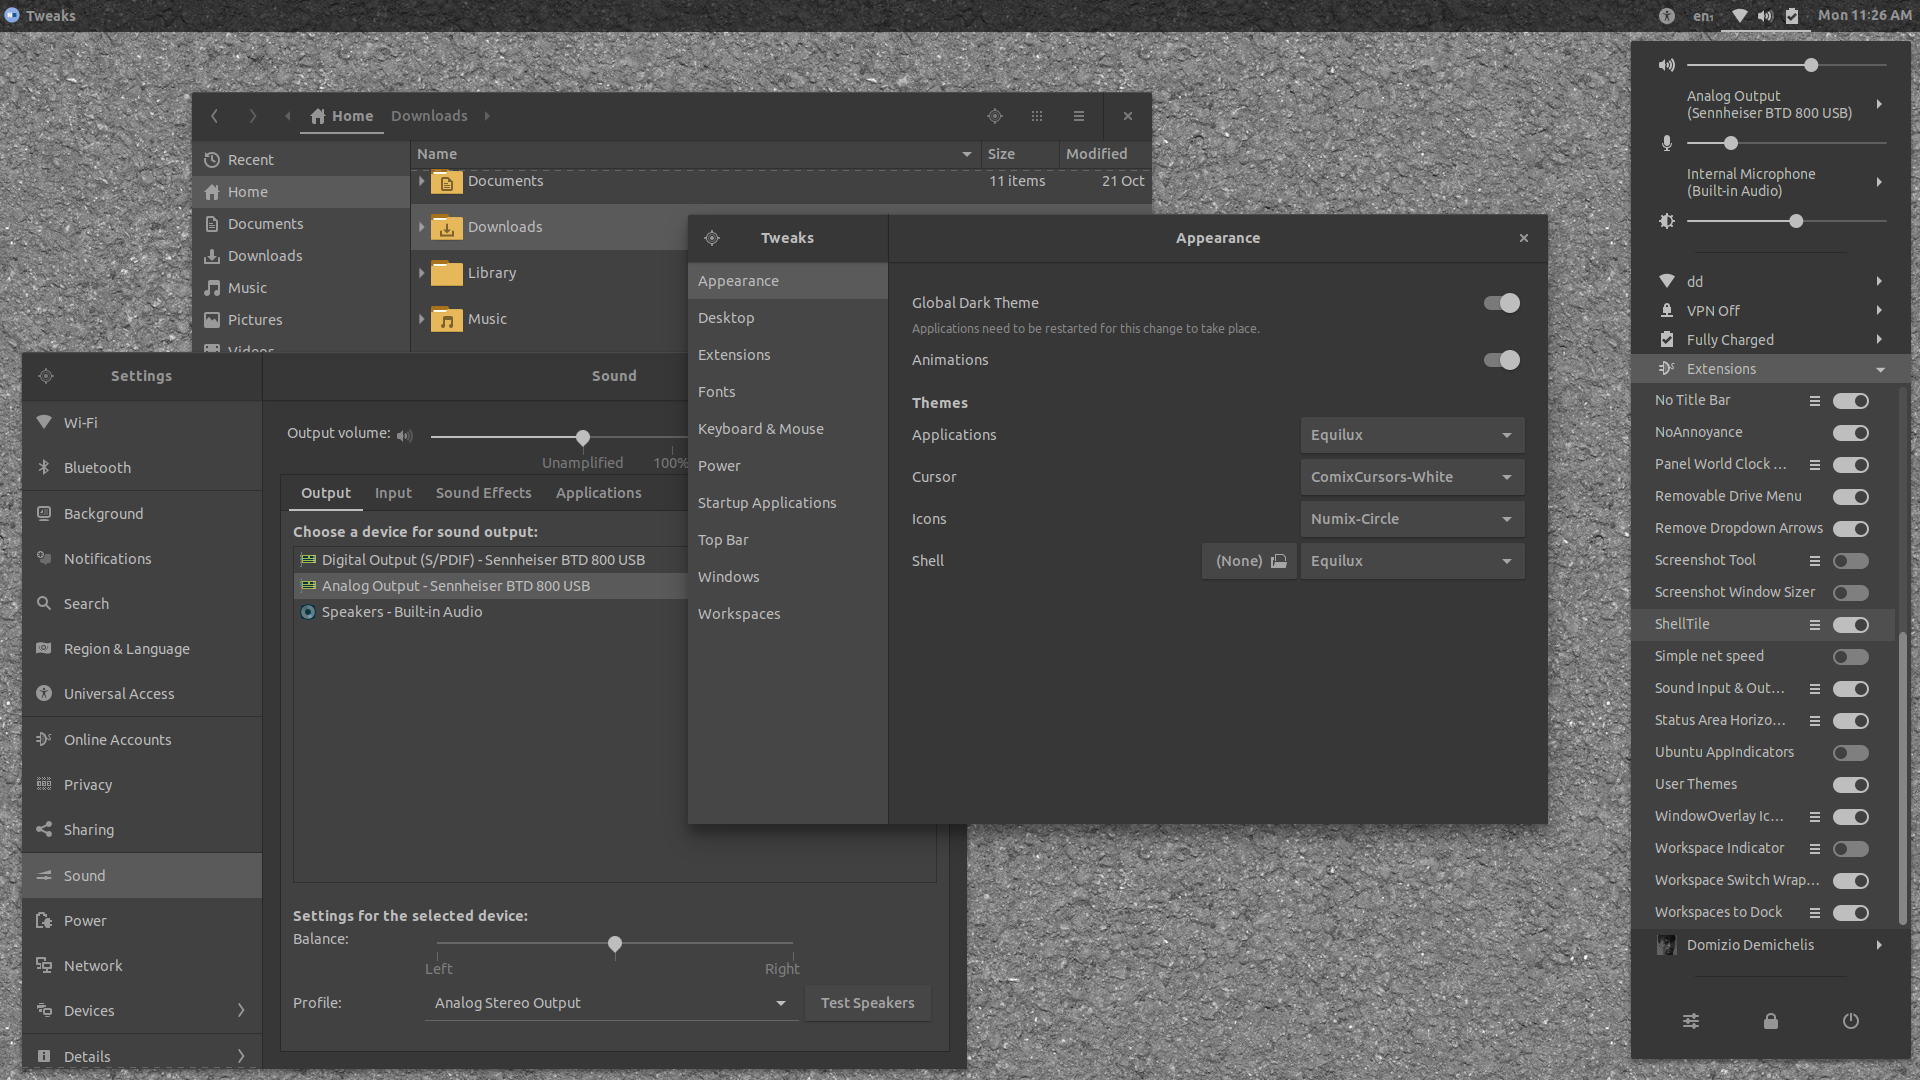 Tweaks
en₁
Mon 11:26 AM
Home
Downloads
Recent
Home
Documents
Downloads
Music
Pictures
Videos
Name
Size
Modified
Documents
11 items
21 Oct
Downloads
Library
Music
Settings
Sound
Wi-Fi
Bluetooth
Background
Notifications
Search
Region & Language
Universal Access
Online Accounts
Privacy
Sharing
Sound
Power
Network
Devices
Details
Output volume:
Unamplified
100%
Output
Input
Sound Effects
Applications
Choose a device for sound output:
Digital Output (S/PDIF) - Sennheiser BTD 800 USB
Analog Output - Sennheiser BTD 800 USB
Speakers - Built-in Audio
Settings for the selected device:
Balance:
Left
Right
Profile:
Analog Stereo Output
Test Speakers
Tweaks
Appearance
Appearance
Desktop
Extensions
Fonts
Keyboard & Mouse
Power
Startup Applications
Top Bar
Windows
Workspaces
Global Dark Theme
Applications need to be restarted for this change to take place.
Animations
Themes
Applications
Equilux
Cursor
ComixCursors-White
Icons
Numix-Circle
Shell
(None)
Equilux
Analog Output
(Sennheiser BTD 800 USB)
Internal Microphone
(Built-in Audio)
dd
VPN Off
Fully Charged
Extensions
No Title Bar
NoAnnoyance
Panel World Clock ...
Removable Drive Menu
Remove Dropdown Arrows
Screenshot Tool
Screenshot Window Sizer
ShellTile
Simple net speed
Sound Input & Out...
Status Area Horizo...
Ubuntu AppIndicators
User Themes
WindowOverlay Ic...
Workspace Indicator
Workspace Switch Wrap...
Workspaces to Dock
Domizio Demichelis